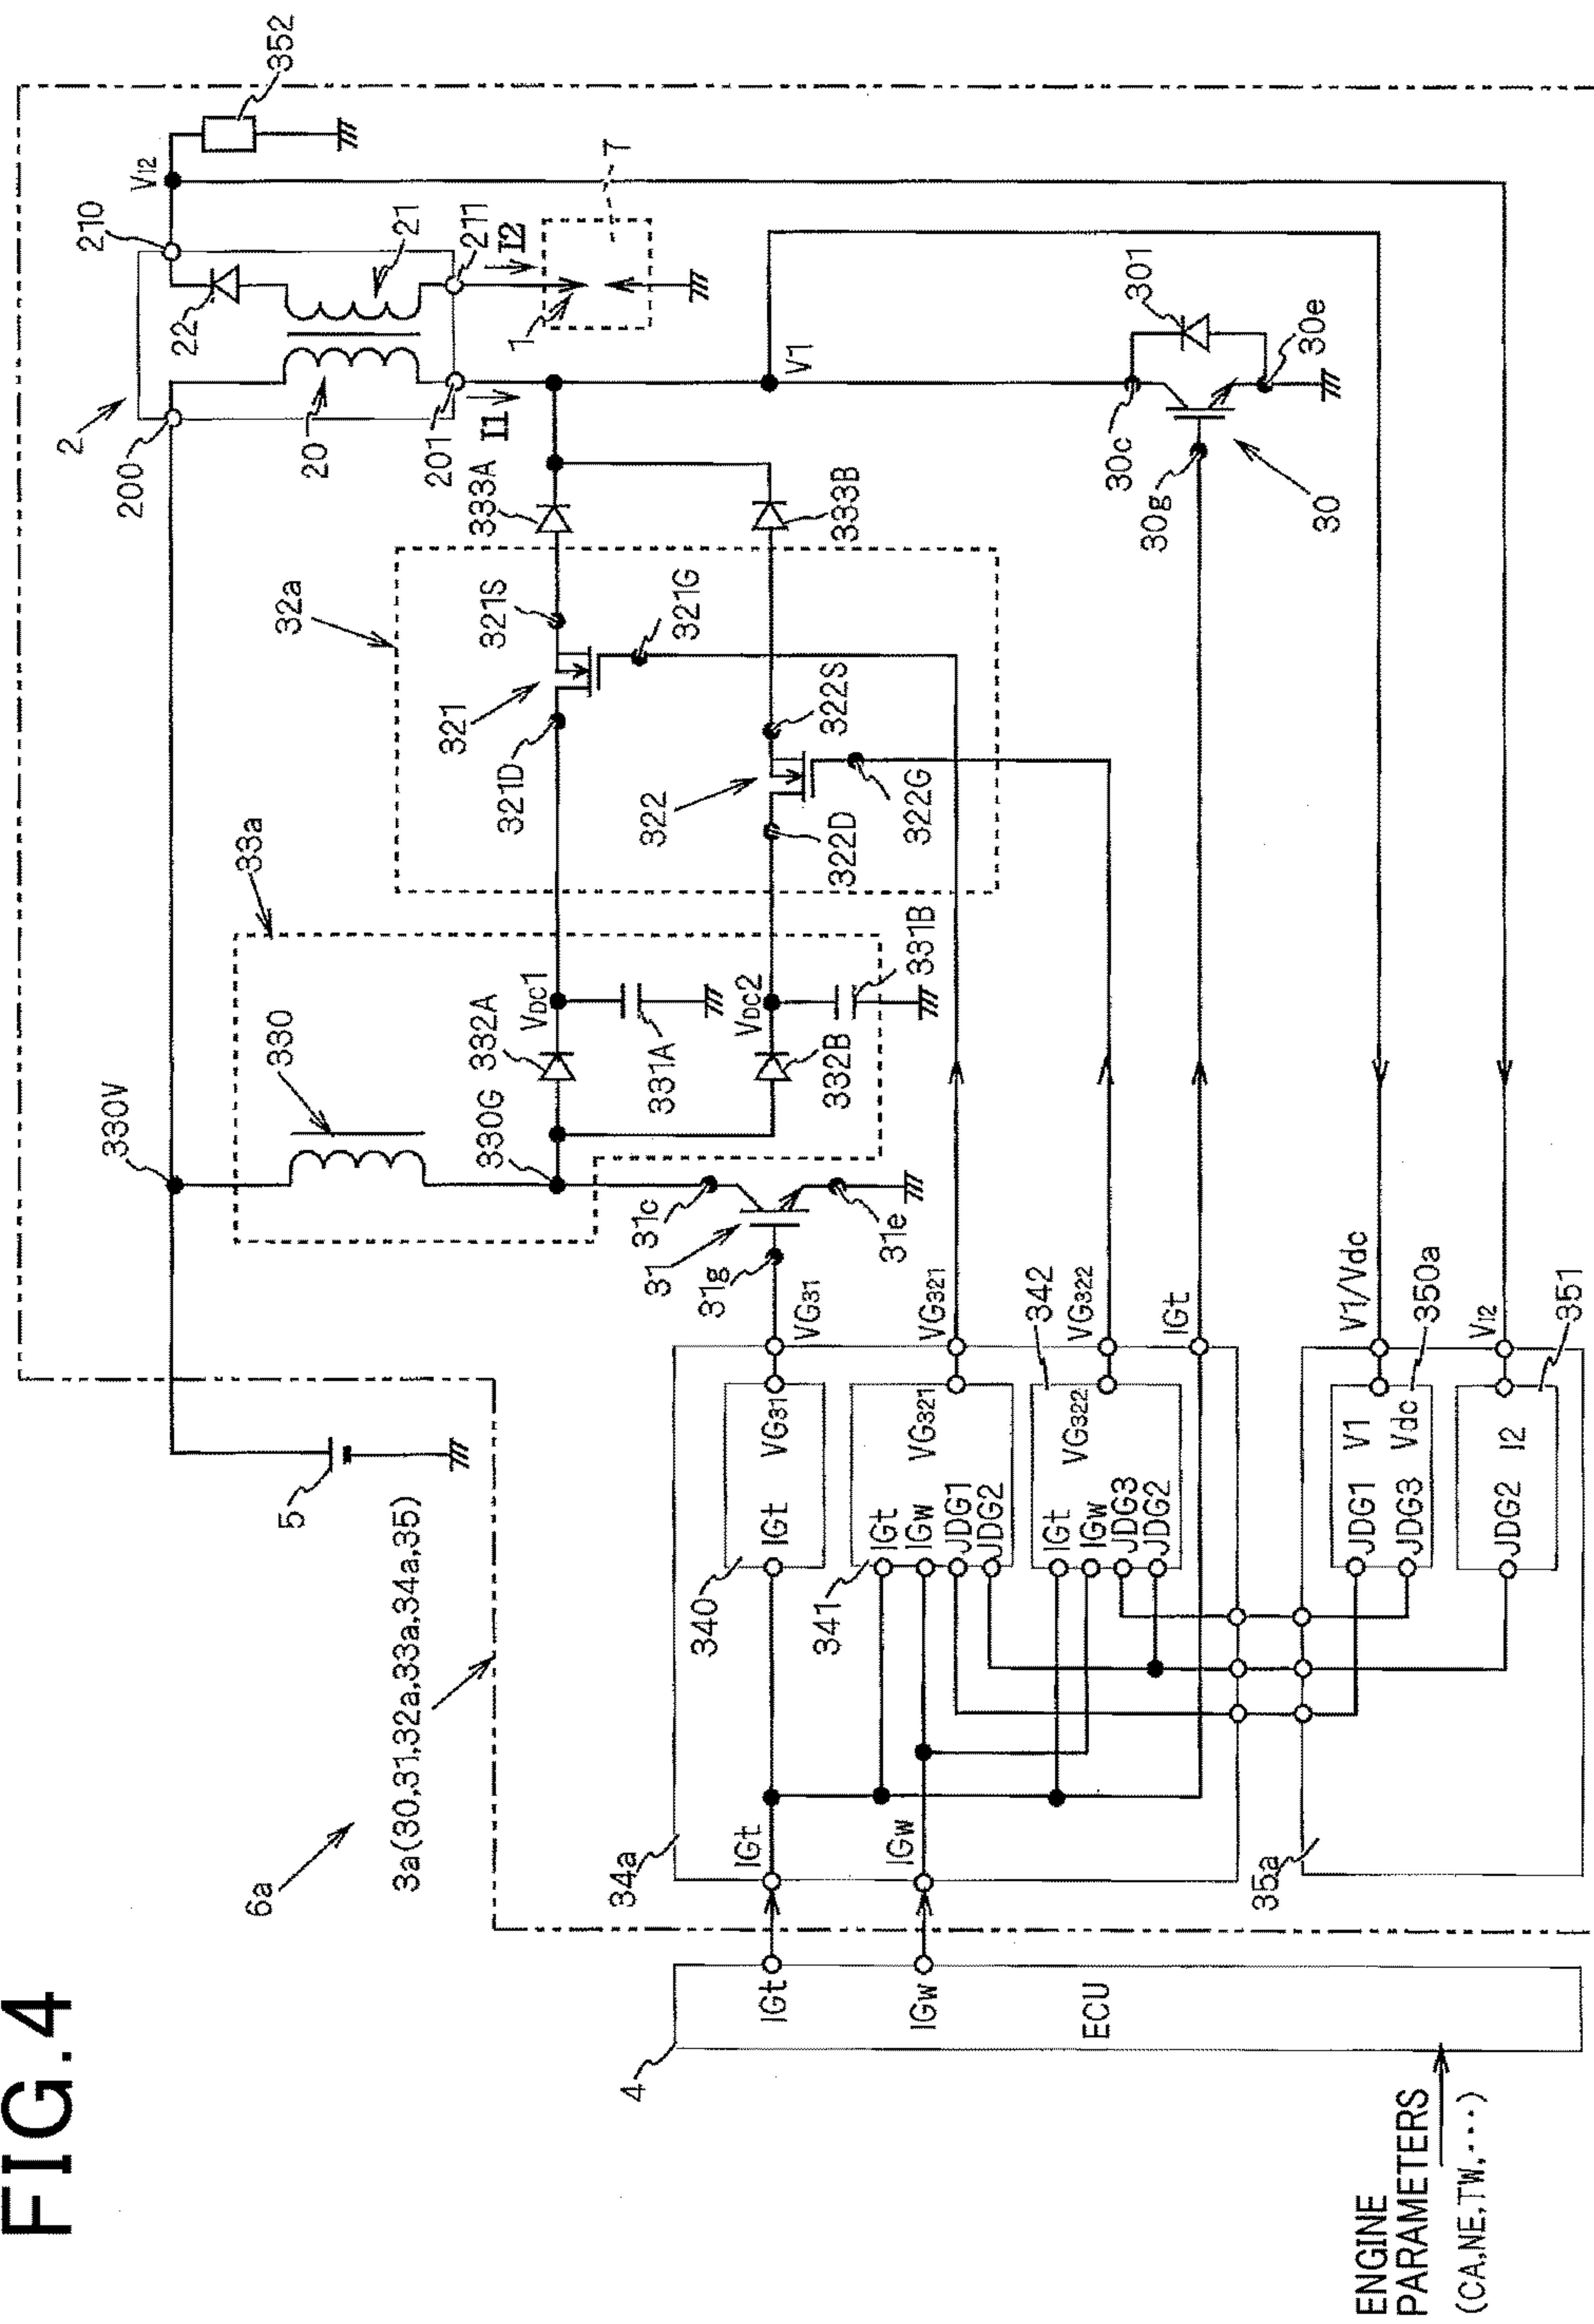 FIG.4
6a
3a(30,31,32a,33a,34a,35)
5
330V
330
33a
32a
2
200
20
201
I1
22
21
210
211
I2
VI2
352
1
7
330G
332A
VDC1
331A
VDC2
332B
331B
321D
321
321S
321G
333A
322
322D
322S
322G
333B
V1
31c
31
31g
31e
30c
30g
30
30e
301
4
IGt
IGw
ECU
ENGINE
PARAMETERS
(CA,NE,TW,···)
34a
IGt
IGw
340
IGt
VG31
VG31
341
IGt
IGw
JDG1
JDG2
VG321
VG321
342
IGt
IGw
JDG3
JDG2
VG322
VG322
IGt
35a
JDG1
JDG3
V1
Vdc
V1/Vdc
350a
JDG2
I2
VI2
351